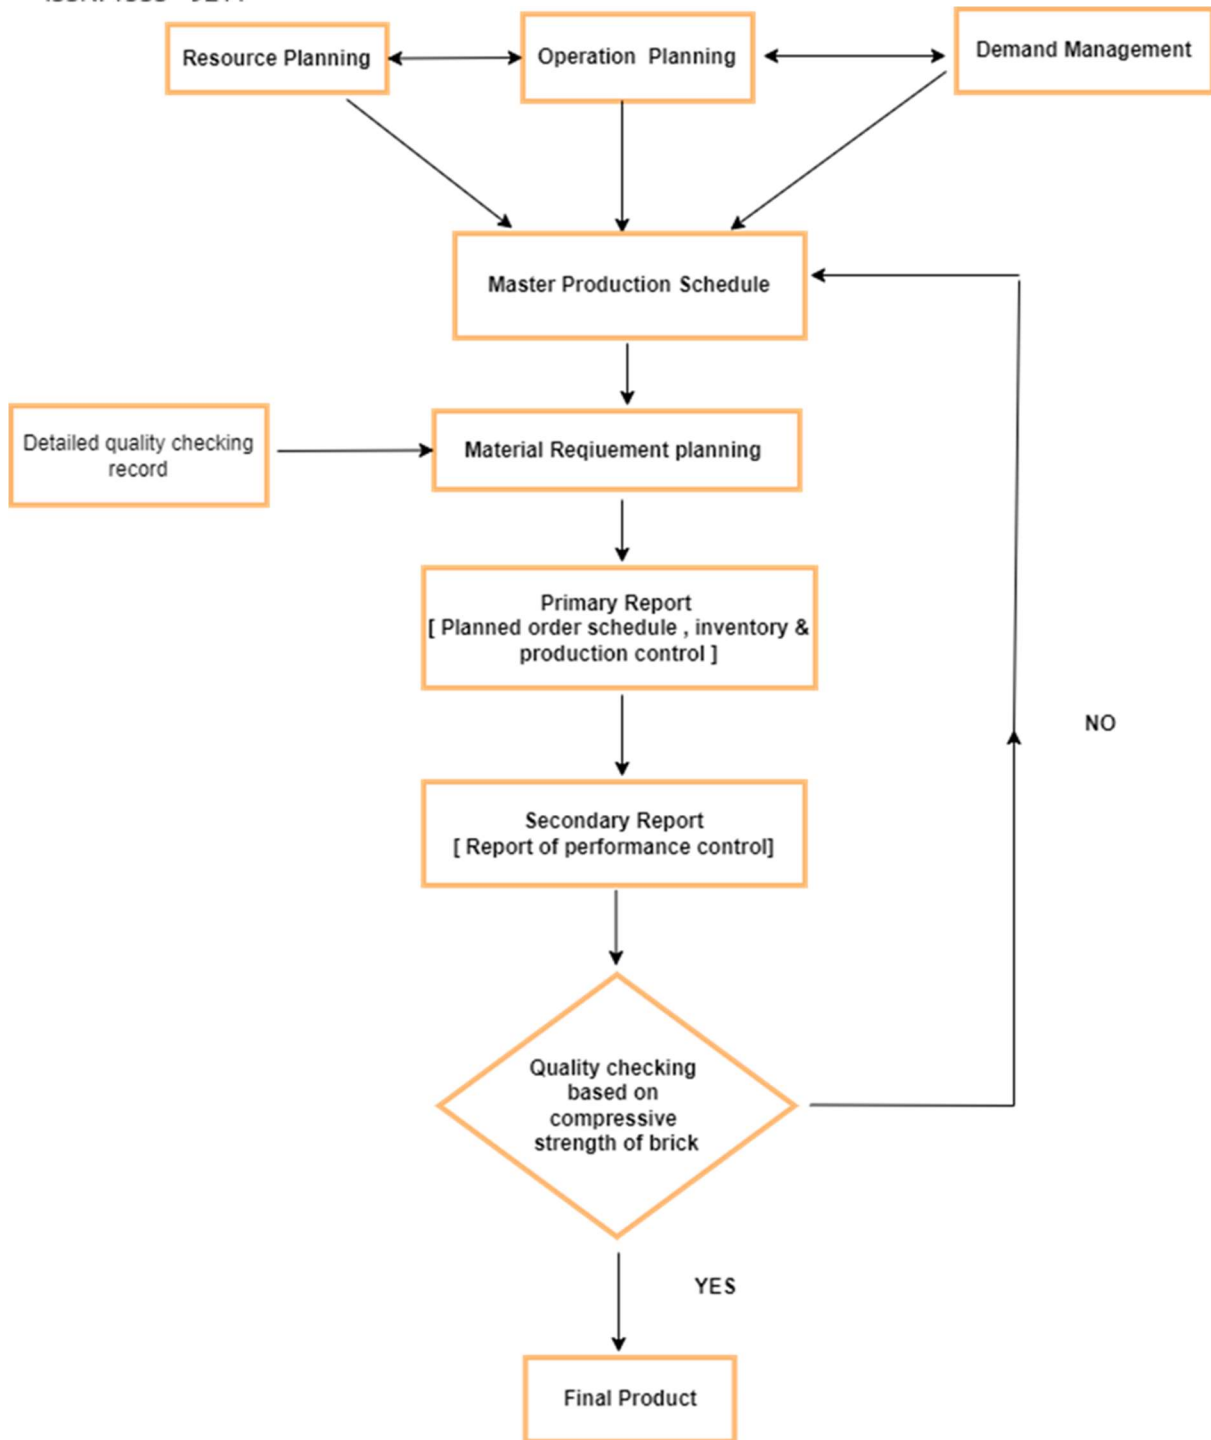 Resource Planning
Operation Planning
Demand Management
Master Production Schedule
Detailed quality checking
record
Material Reqiuement planning
Primary Report
[ Planned order schedule , inventory &
production control ]
NO
Secondary Report
[ Report of performance control]
Quality checking
based on
compressive
strength of brick
YES
Final Product